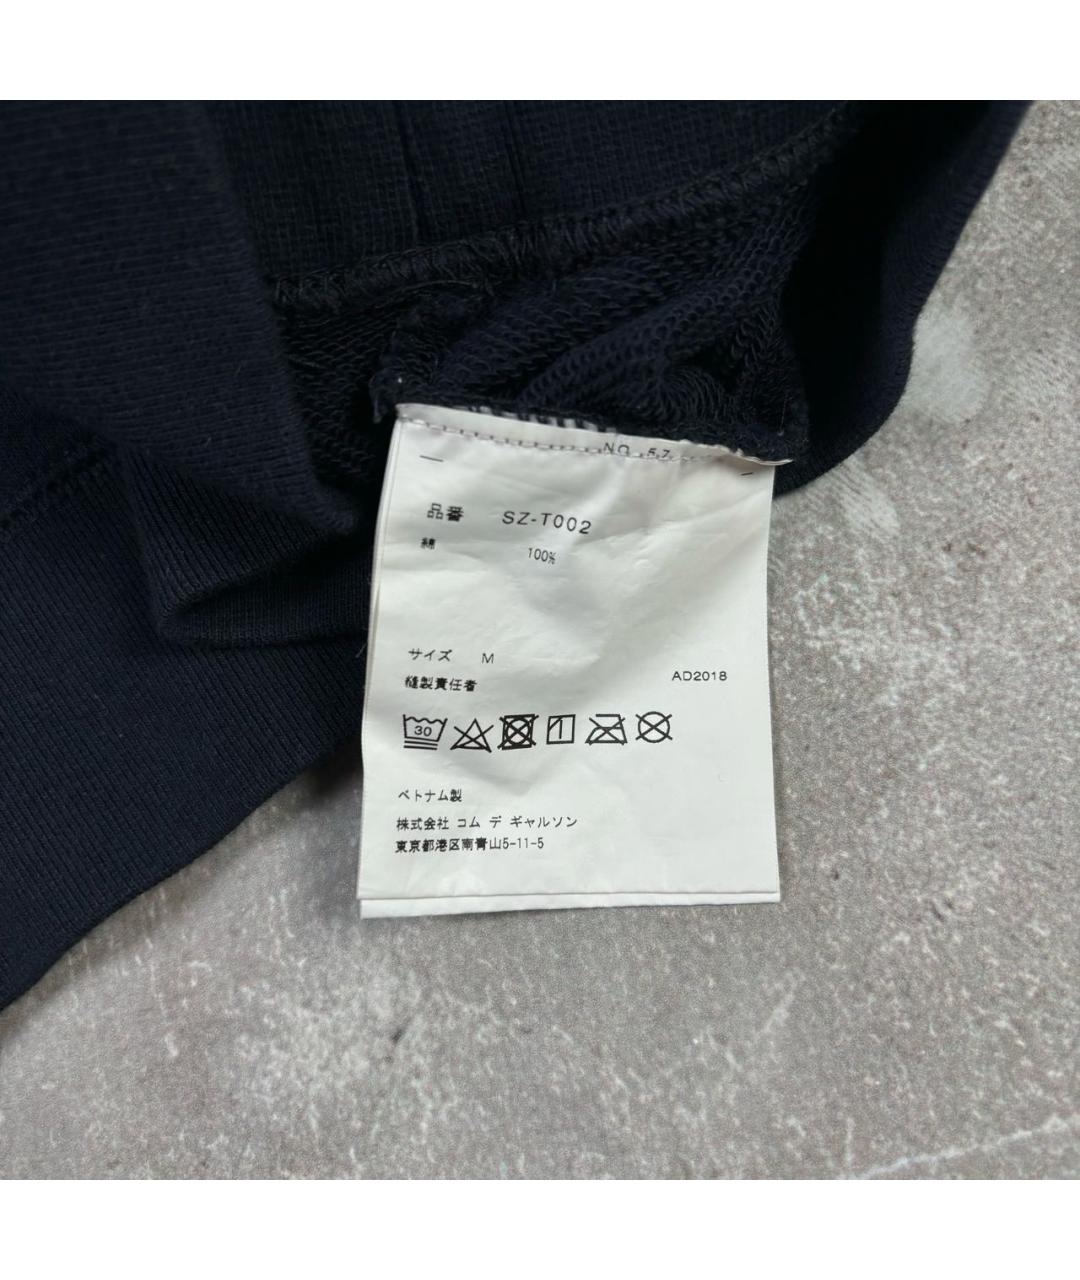 NO 57
品番 SZ-T002
綿 100%
サイズ M
縫製責任者 AD2018
30
ベトナム製
株式会社 コム デ ギャルソン
東京都港区南青山5-11-5